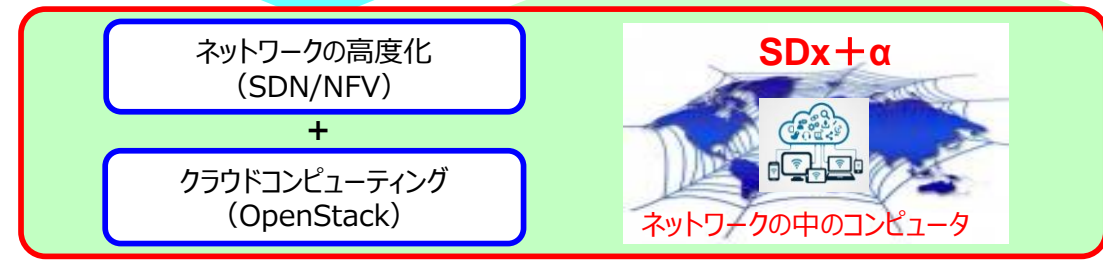 ネットワークの高度化
（SDN/NFV）
+
クラウドコンピューティング
（OpenStack）
SDx＋α
ネットワークの中のコンピュータ